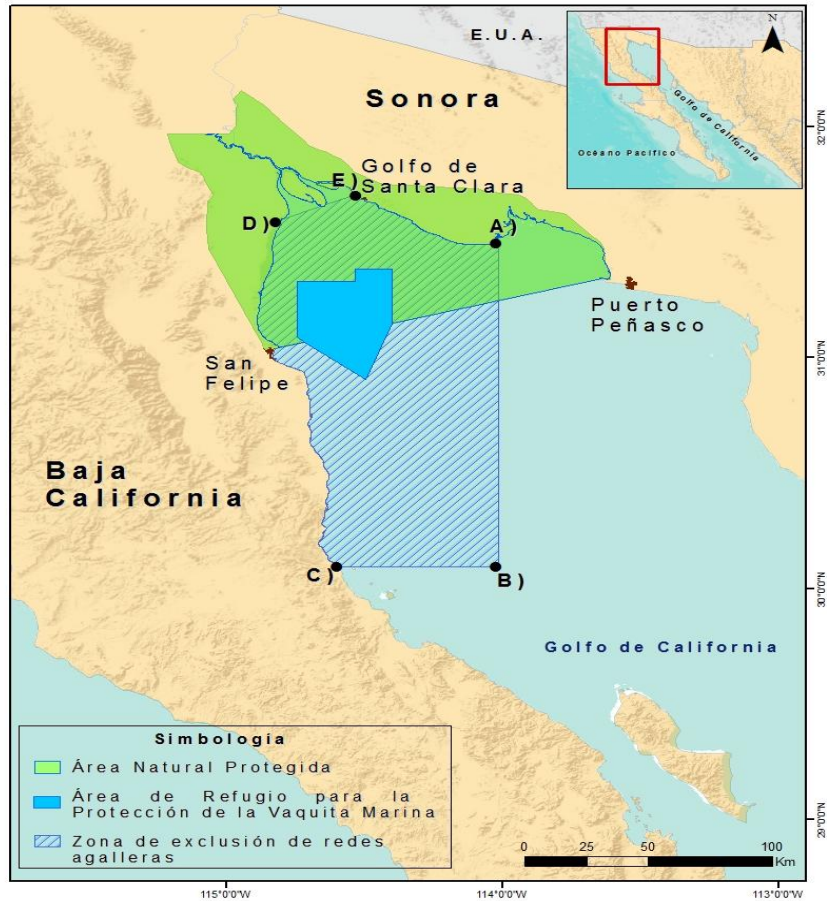 E.U.A.
N
Golfo de California
Océano Pacífico
Sonora
32°0'0"N
E)
Golfo de
Santa Clara
D)
A)
Puerto
Peñasco
San
Felipe
31°0'0"N
Baja
California
C)
B)
30°0'0"N
Golfo de California
Simbología
Área Natural Protegida
Área de Refugio para la
Protección de la Vaquita Marina
Zona de exclusión de redes
agalleras
29°0'0"N
0 25 50 100
Km
115°0'0"W 114°0'0"W 113°0'0"W